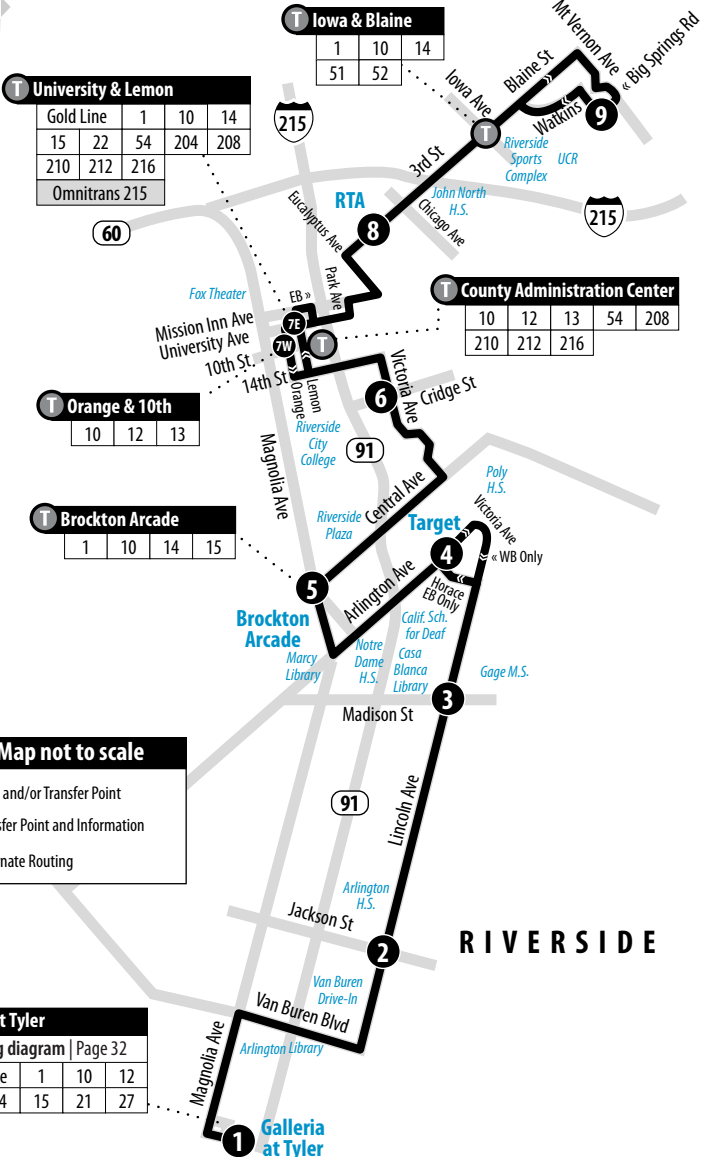 T Iowa & Blaine
1 10 14
51 52
T University & Lemon
Gold Line 1 10 14
15 22 54 204 208
210 212 216
Omnitrans 215
215
60
Mt Vernon Ave
« Big Springs Rd
Blaine St
Iowa Ave
Watkins
9
T
Riverside
Sports
Complex
UCR
3rd St
John North
H.S.
215
RTA
8
Chicago Ave
Eucalyptus Ave
Park Ave
Fox Theater
EB »
7E
Mission Inn Ave
University Ave
7W
T
10th St
14th St
Orange
Lemon
T County Administration Center
10 12 13 54 208
210 212 216
Victoria Ave
6
Cridge St
T Orange & 10th
10 12 13
Riverside
City
College
91
Magnolia Ave
Central Ave
Poly
H.S.
Riverside
Plaza
T Brockton Arcade
1 10 14 15
Target
4
Victoria Ave
« WB Only
5
Arlington Ave
Horace
EB Only
Brockton
Arcade
Calif. Sch.
for Deaf
Marcy
Library
Notre
Dame
H.S.
Casa
Blanca
Library
Gage M.S.
3
Madison St
Map not to scale
and/or Transfer Point
sfer Point and Information
nate Routing
91
Lincoln Ave
Arlington
H.S.
Jackson St
2
RIVERSIDE
Van Buren
Drive-In
Van Buren Blvd
Arlington Library
Magnolia Ave
t Tyler
g diagram | Page 32
e 1 10 12
4 15 21 27
1
Galleria
at Tyler